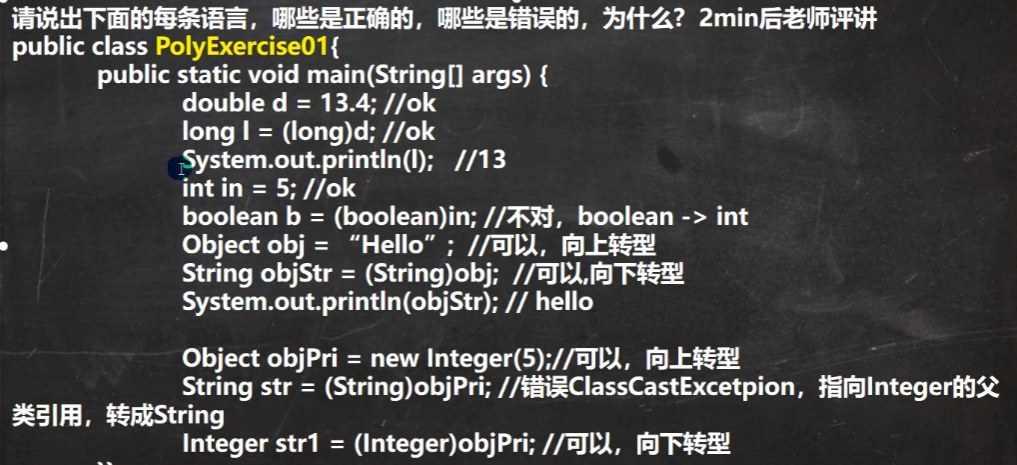 请说出下面的每条语言，哪些是正确的，哪些是错误的，为什么？2min后老师评讲
public class PolyExercise01{
public static void main(String[] args) {
double d = 13.4; //ok
long l = (long)d; //ok
System.out.println(l); //13
int in = 5; //ok
boolean b = (boolean)in; //不对，boolean -> int
Object obj = “Hello”; //可以，向上转型
String objStr = (String)obj; //可以,向下转型
System.out.println(objStr); // hello
Object objPri = new Integer(5);//可以，向上转型
String str = (String)objPri; //错误ClassCastExcetpion，指向Integer的父
类引用，转成String
Integer str1 = (Integer)objPri; //可以，向下转型